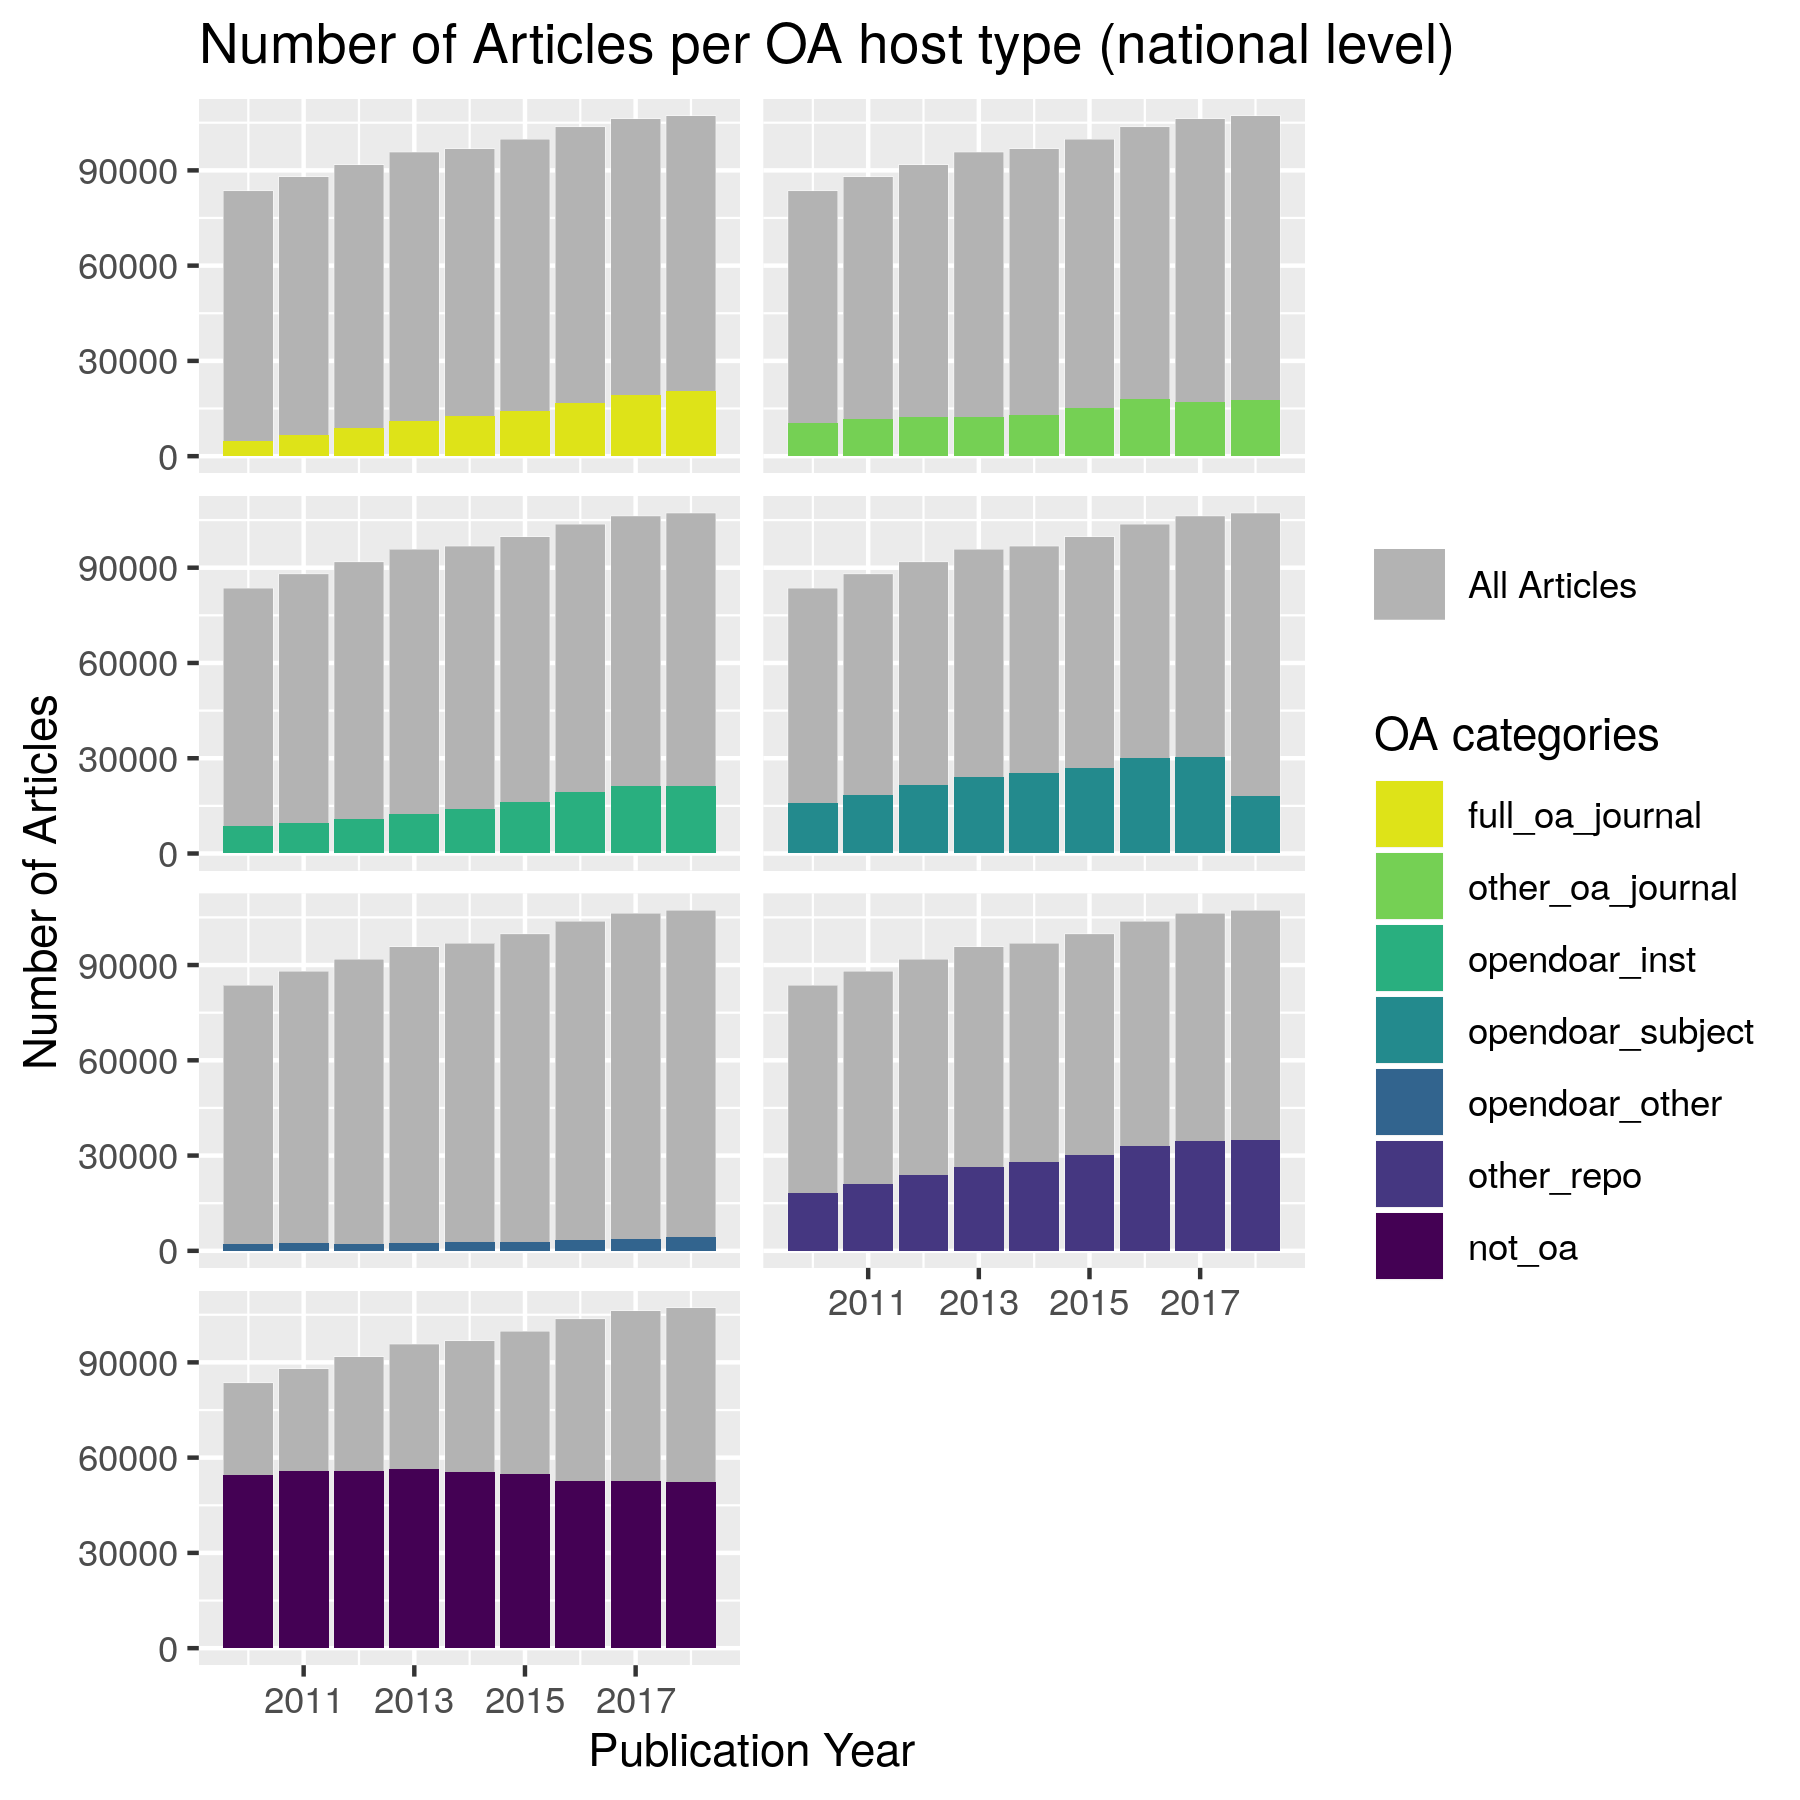 Number of Articles per OA host type (national level)
90000
60000
30000
0
90000
60000
30000
0
90000
60000
30000
0
2011 2013 2015 2017
90000
60000
30000
0
2011 2013 2015 2017
Number of Articles
Publication Year
All Articles
OA categories
full_oa_journal
other_oa_journal
opendoar_inst
opendoar_subject
opendoar_other
other_repo
not_oa